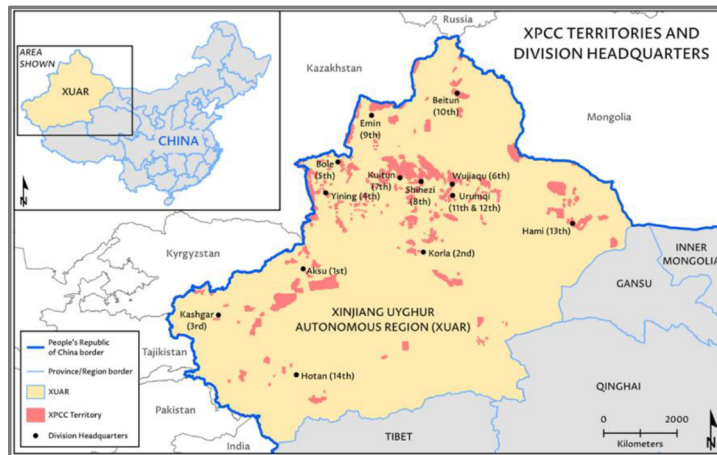 XPCC TERRITORIES AND
DIVISION HEADQUARTERS
AREA
SHOWN
XUAR
CHINA
N
Russia
Kazakhstan
Mongolia
Beitun
(10th)
Emin
(9th)
Bole
(5th)
Kuitun
(7th)
Shihezi
(8th)
Wujiaqu (6th)
Urumqi
(11th & 12th)
Yining (4th)
Hami (13th)
Korla (2nd)
Kyrgyzstan
Aksu (1st)
INNER
MONGOLIA
GANSU
Kashgar
(3rd)
XINJIANG UYGHUR
AUTONOMOUS REGION (XUAR)
Tajikistan
Hotan (14th)
QINGHAI
Pakistan
India
TIBET
People's Republic
of China border
Province/Region border
XUAR
XPCC Territory
Division Headquarters
0 2000
Kilometers
N